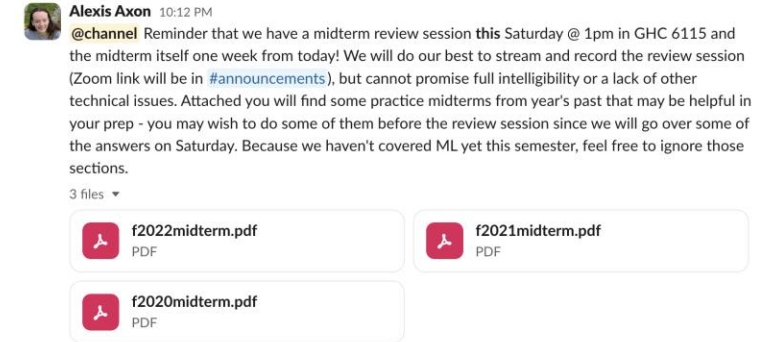 Alexis Axon 10:12 PM
@channel Reminder that we have a midterm review session this Saturday @ 1pm in GHC 6115 and
the midterm itself one week from today! We will do our best to stream and record the review session
(Zoom link will be in #announcements), but cannot promise full intelligibility or a lack of other
technical issues. Attached you will find some practice midterms from year's past that may be helpful in
your prep - you may wish to do some of them before the review session since we will go over some of
the answers on Saturday. Because we haven't covered ML yet this semester, feel free to ignore those
sections.
3 files
f2022midterm.pdf
PDF
f2021midterm.pdf
PDF
f2020midterm.pdf
PDF